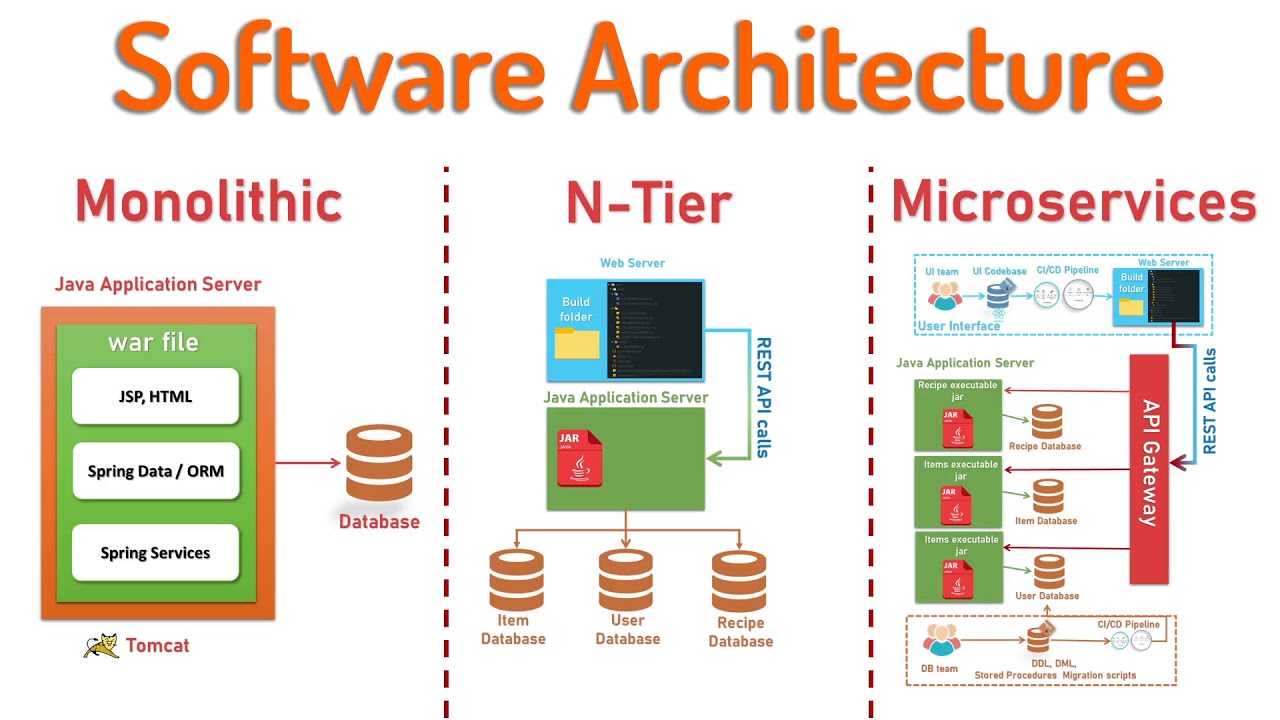 Software Architecture
Monolithic
Java Application Server
war file
JSP, HTML
Spring Data / ORM
Spring Services
Database
Tomcat
N-Tier
Web Server
Build
folder
REST API calls
Java Application Server
JAR
JAVA
Item
Database
User
Database
Recipe
Database
Microservices
UI team
UI Codebase
CI/CD Pipeline
Web Server
Build
folder
User Interface
REST API calls
Java Application Server
API Gateway
Recipe executable
jar
JAR
Recipe Database
Items executable
jar
JAR
Item Database
Items executable
jar
JAR
User Database
DB team
DDL, DML,
Stored Procedures Migration scripts
CI/CD Pipeline